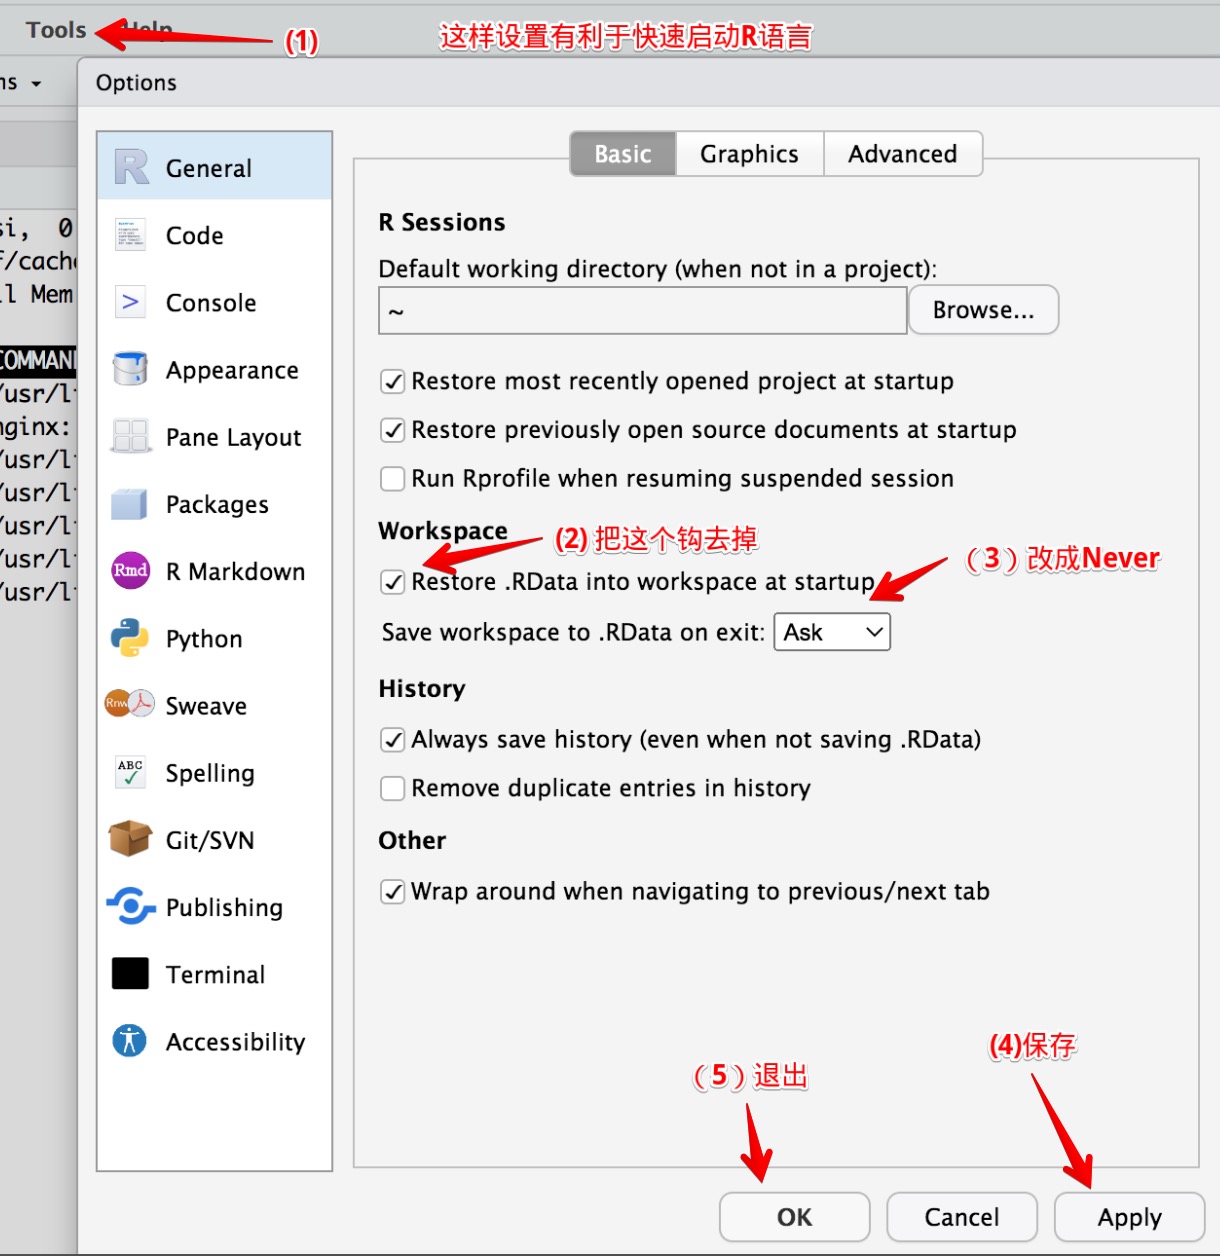 Tools Help
(1)
这样设置有利于快速启动R语言
Options
General
Code
Console
Appearance
Pane Layout
Packages
Rmd
R Markdown
Python
Rnw
Sweave
ABC
Spelling
Git/SVN
Publishing
Terminal
Accessibility
Basic
Graphics
Advanced
R Sessions
Default working directory (when not in a project):
~
Browse...
Restore most recently opened project at startup
Restore previously open source documents at startup
Run Rprofile when resuming suspended session
Workspace
(2) 把这个钩去掉
（3）改成Never
Restore .RData into workspace at startup
Save workspace to .RData on exit: Ask
History
Always save history (even when not saving .RData)
Remove duplicate entries in history
Other
Wrap around when navigating to previous/next tab
(4)保存
（5）退出
OK
Cancel
Apply
si, 0
f/cach
l Mem
COMMAN
/usr/l
nginx:
/usr/l
/usr/l
/usr/l
/usr/l
/usr/l